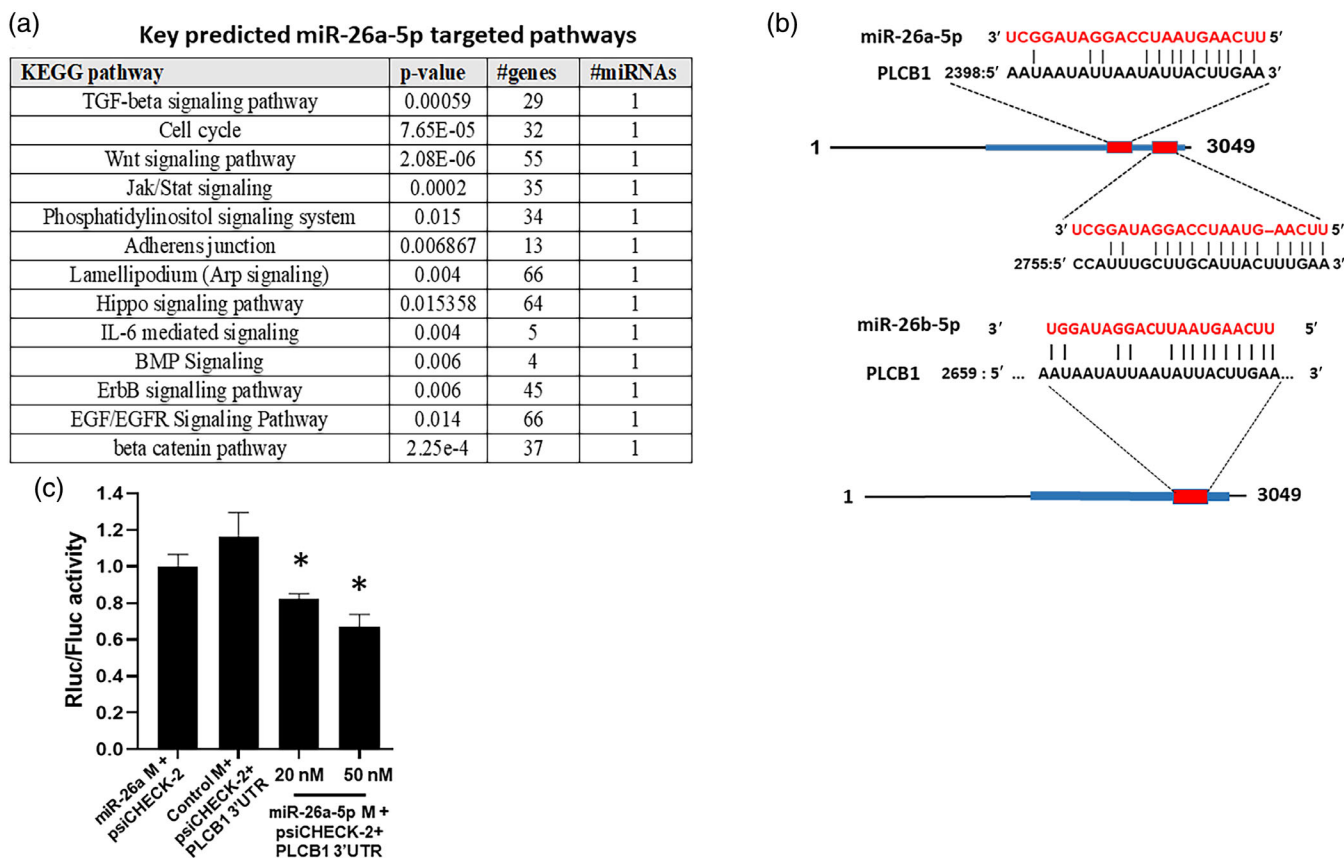 (a)
Key predicted miR-26a-5p targeted pathways
KEGG pathway p-value #genes #miRNAs
TGF-beta signaling pathway 0.00059 29 1
Cell cycle 7.65E-05 32 1
Wnt signaling pathway 2.08E-06 55 1
Jak/Stat signaling 0.0002 35 1
Phosphatidylinositol signaling system 0.015 34 1
Adherens junction 0.006867 13 1
Lamellipodium (Arp signaling) 0.004 66 1
Hippo signaling pathway 0.015358 64 1
IL-6 mediated signaling 0.004 5 1
BMP Signaling 0.006 4 1
ErbB signalling pathway 0.006 45 1
EGF/EGFR Signaling Pathway 0.014 66 1
beta catenin pathway 2.25e-4 37 1
(b)
miR-26a-5p 3′ UCGGAUAGGACCUAAUGAACUU 5′
PLCB1 2398:5′ AAUAAUAUUAAUAUUACUUGAA 3′
1 3049
3′ UCGGAUAGGACCUAAUG–AACUU 5′
2755:5′ CCAUUUGCUUGCAUUACUUUGAA 3′
miR-26b-5p 3′ UGGAUAGGACUUAAUGAACUU 5′
PLCB1 2659 : 5′ ... AAUAAUAUUAAUAUUACUUGAA... 3′
1 3049
(c)
Rluc/Fluc activity
1.4
1.2
1.0
0.8
0.6
0.4
0.2
0.0
* *
miR-26a M +
psiCHECK-2
Control M+
psiCHECK-2+
PLCB1 3'UTR
20 nM 50 nM
miR-26a-5p M +
psiCHECK-2+
PLCB1 3'UTR